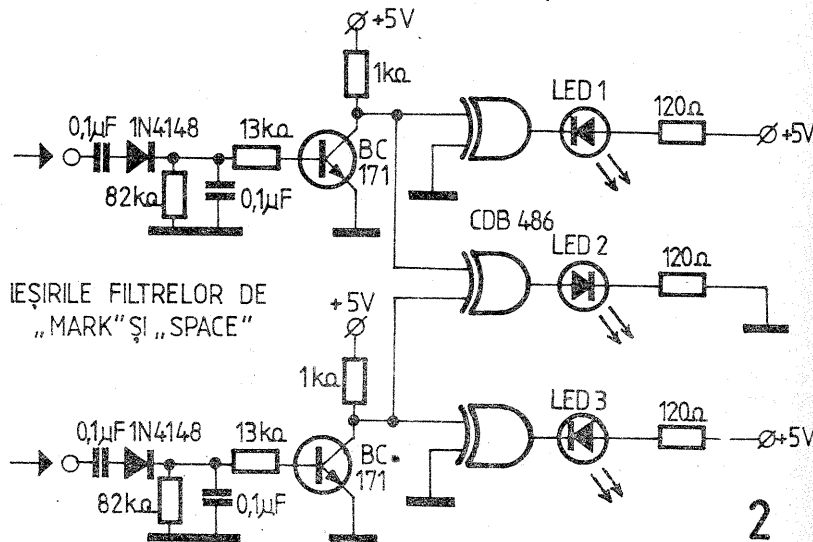 +5V
1kΩ
0,1µF 1N4148
13kΩ
BC
171
82kΩ
0,1µF
LED 1
120Ω
+5V
CDB 486
LED 2
120Ω
IEȘIRILE FILTRELOR DE
„MARK” ȘI „SPACE”
+5V
1kΩ
0,1µF 1N4148
13kΩ
BC
171
82kΩ
0,1µF
LED 3
120Ω
+5V
2